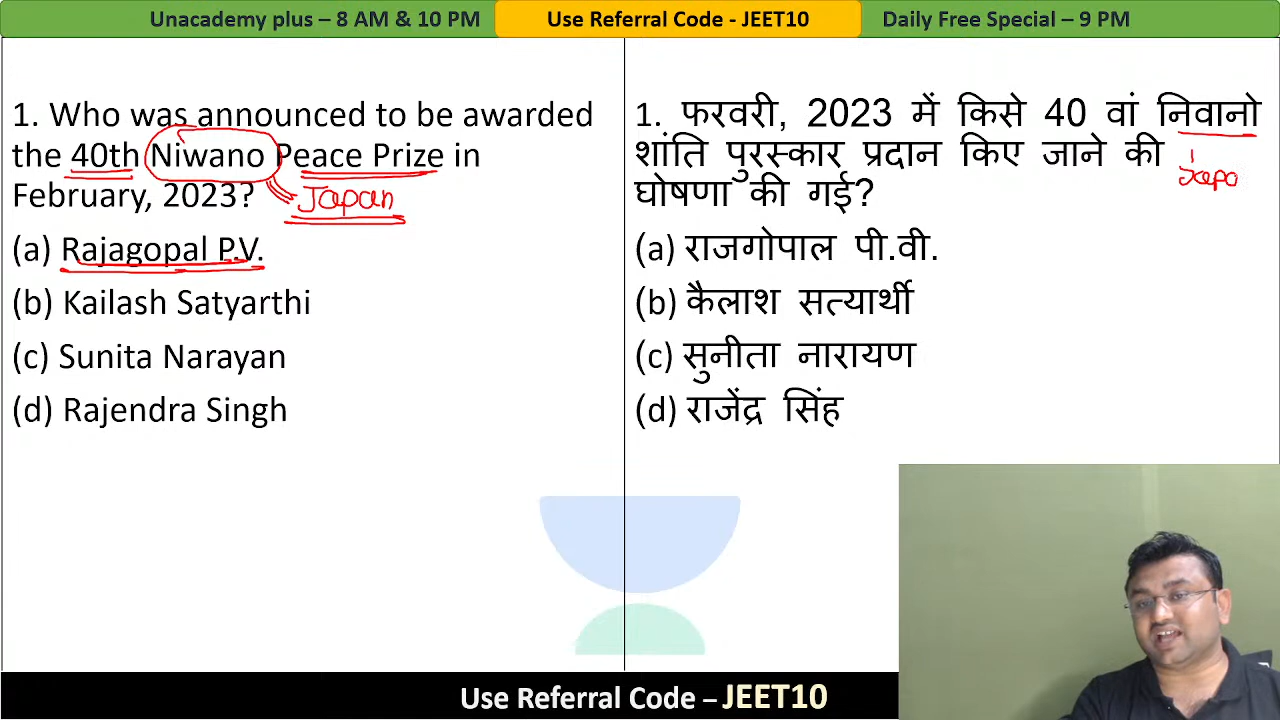 Unacademy plus – 8 AM & 10 PM
Use Referral Code - JEET10
Daily Free Special – 9 PM
1. Who was announced to be awarded
the 40th Niwano Peace Prize in
February, 2023?
Japan
(a) Rajagopal P.V.
(b) Kailash Satyarthi
(c) Sunita Narayan
(d) Rajendra Singh
1. फरवरी, 2023 में किसे 40 वां निवानो
शांति पुरस्कार प्रदान किए जाने की
Japa
घोषणा की गई?
(a) राजगोपाल पी.वी.
(b) कैलाश सत्यार्थी
(c) सुनीता नारायण
(d) राजेंद्र सिंह
Use Referral Code – JEET10